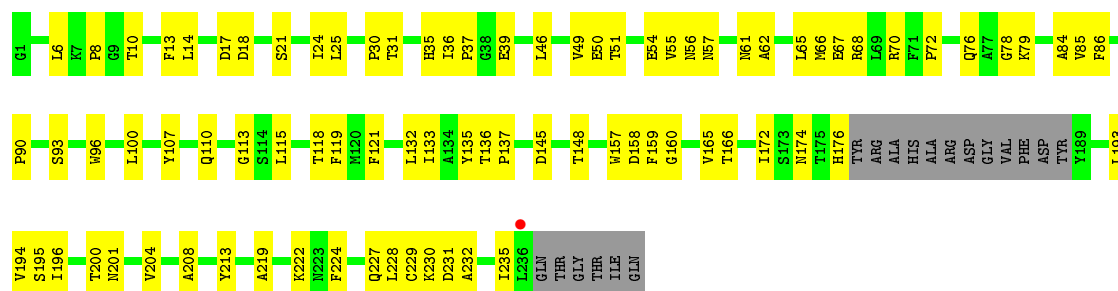 G1 L6 K7 P8 G9 T10 F13 L14 D17 D18 S21 I24 L25 P30 T31 H35 I36 P37 G38 E39 L46 V49 E50 T51 E54 V55 N56 N57 N61 A62 L65 M66 E67 R68 L69 R70 F71 P72 Q76 A77 G78 K79 A84 V85 F86
P90 S93 W96 L100 Y107 Q110 G113 S114 L115 T118 F119 M120 F121 L132 I133 A134 Y135 T136 P137 D145 T148 W157 D158 F159 G160 V165 T166 I172 S173 N174 T175 H176 TYR ARG ALA HIS ALA ARG ASP GLY VAL PHE ASP TYR Y189
V194 S195 I196 T200 N201 V204 A208 Y213 A219 K222 N223 F224 Q227 L228 C229 K230 D231 A232 I235 L236 GLN THR GLY THR ILE GLN